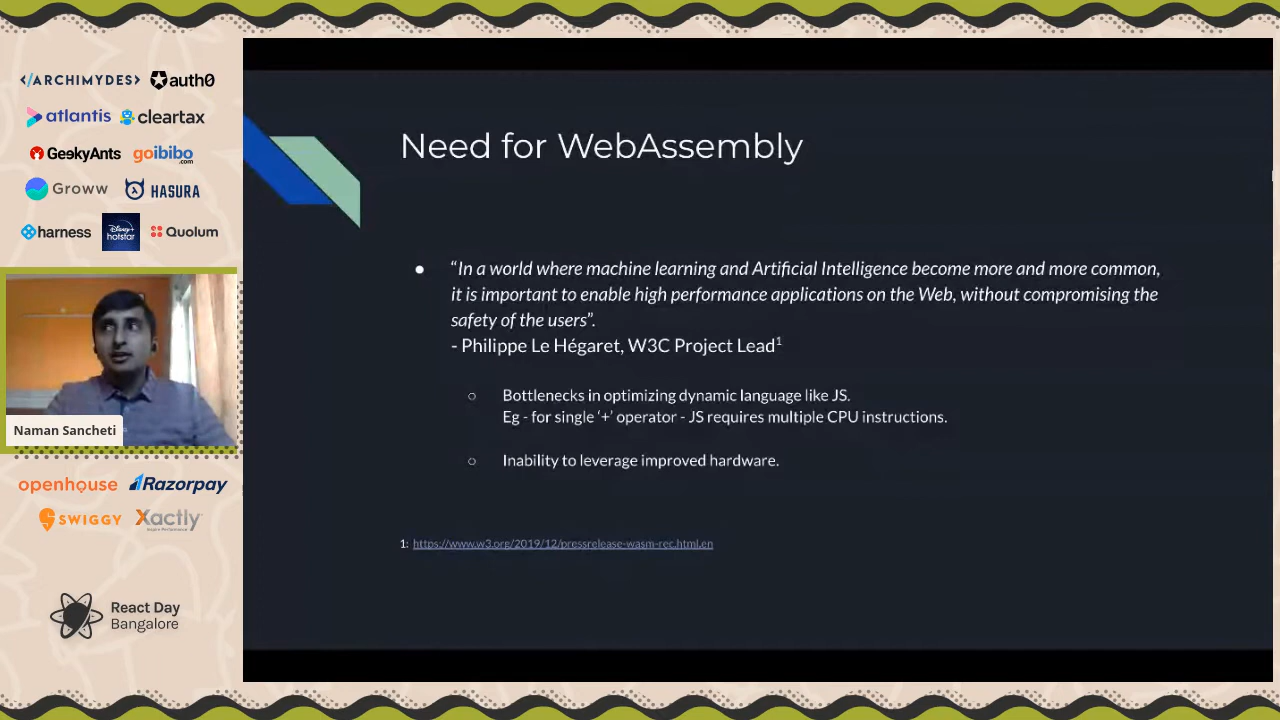 </ARCHIMYDES> auth0
atlantis cleartax
GeekyAnts goibibo.com
Groww HASURA
harness Disney+ hotstar Quolum
Naman Sancheti
openhouse Razorpay
SWIGGY Xactly
React Day
Bangalore
Need for WebAssembly
● “In a world where machine learning and Artificial Intelligence become more and more common,
it is important to enable high performance applications on the Web, without compromising the
safety of the users”.
- Philippe Le Hégaret, W3C Project Lead¹
○ Bottlenecks in optimizing dynamic language like JS.
Eg - for single ‘+’ operator - JS requires multiple CPU instructions.
○ Inability to leverage improved hardware.
1: https://www.w3.org/2019/12/pressrelease-wasm-rec.html.en